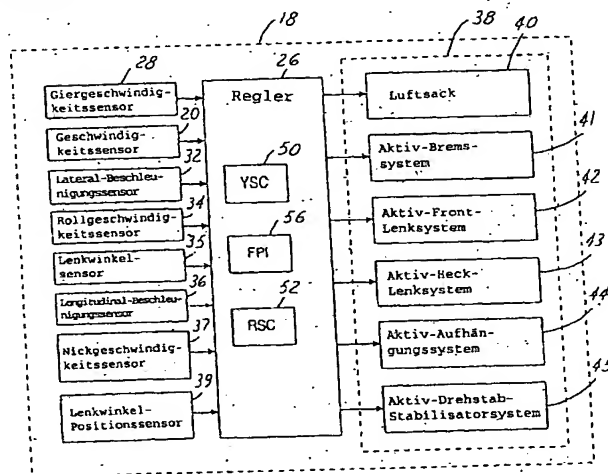 18
38
40
28
26
Giergeschwindig-
keitssensor
Regler
Luftsack
20
41
Geschwindig-
keitssensor
32
Aktiv-Brems-
system
Lateral-Beschleu-
nigungssensor
34
50
YSC
42
Rollgeschwindig-
keitssensor
35
Aktiv-Front-
Lenksystem
56
FPI
43
Lenkwinkel-
sensor
36
Aktiv-Heck-
Lenksystem
Longitudinal-Beschleu-
nigungssensor
37
52
RSC
44
Nickgeschwindig-
keitssensor
Aktiv-Aufhän-
gungssystem
39
45
Lenkwinkel-
Positionssensor
Aktiv-Drehstab-
Stabilisatorsystem